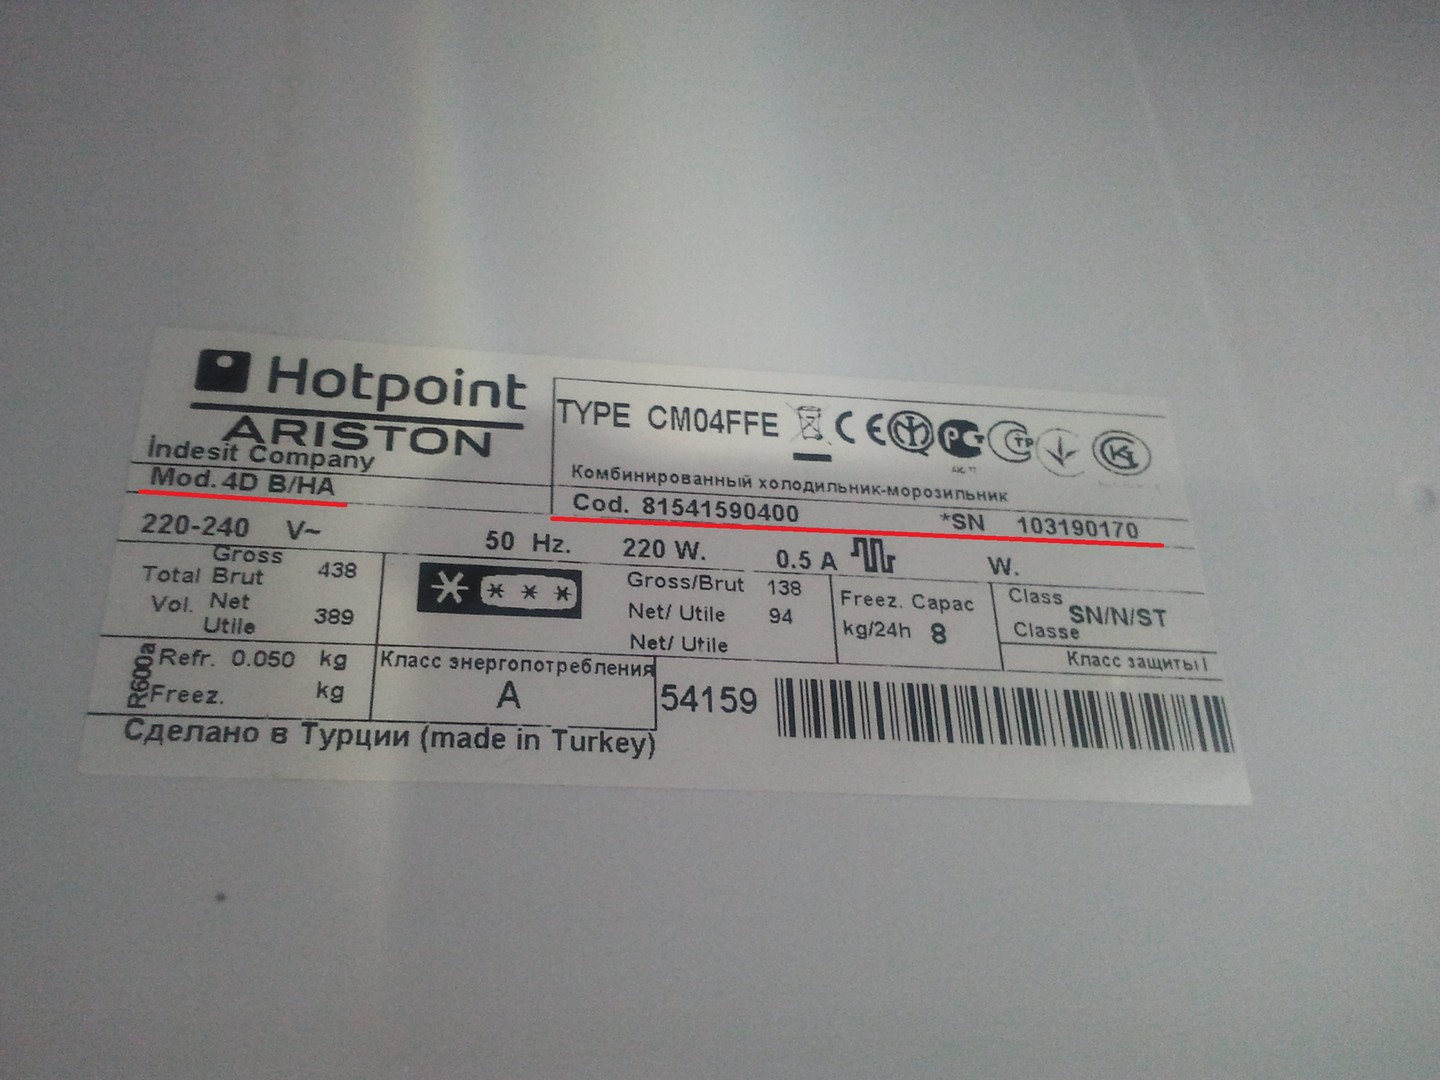 Hotpoint
ARISTON
Indesit Company
Mod. 4D B/HA
TYPE CM04FFE
CE
Комбинированный холодильник-морозильник
Cod. 81541590400 *SN 103190170
220-240 V~ 50 Hz. 220 W. 0.5 A W.
Total Gross Brut 438
Vol. Net Utile 389
Gross/Brut 138
Net/ Utile 94
Net/ Utile
Freez. Capac
kg/24h 8
Class
Classe SN/N/ST
Класс защиты I
R600a
Refr. 0.050 kg
Freez. kg
Класс энергопотребления
A
54159
Сделано в Турции (made in Turkey)